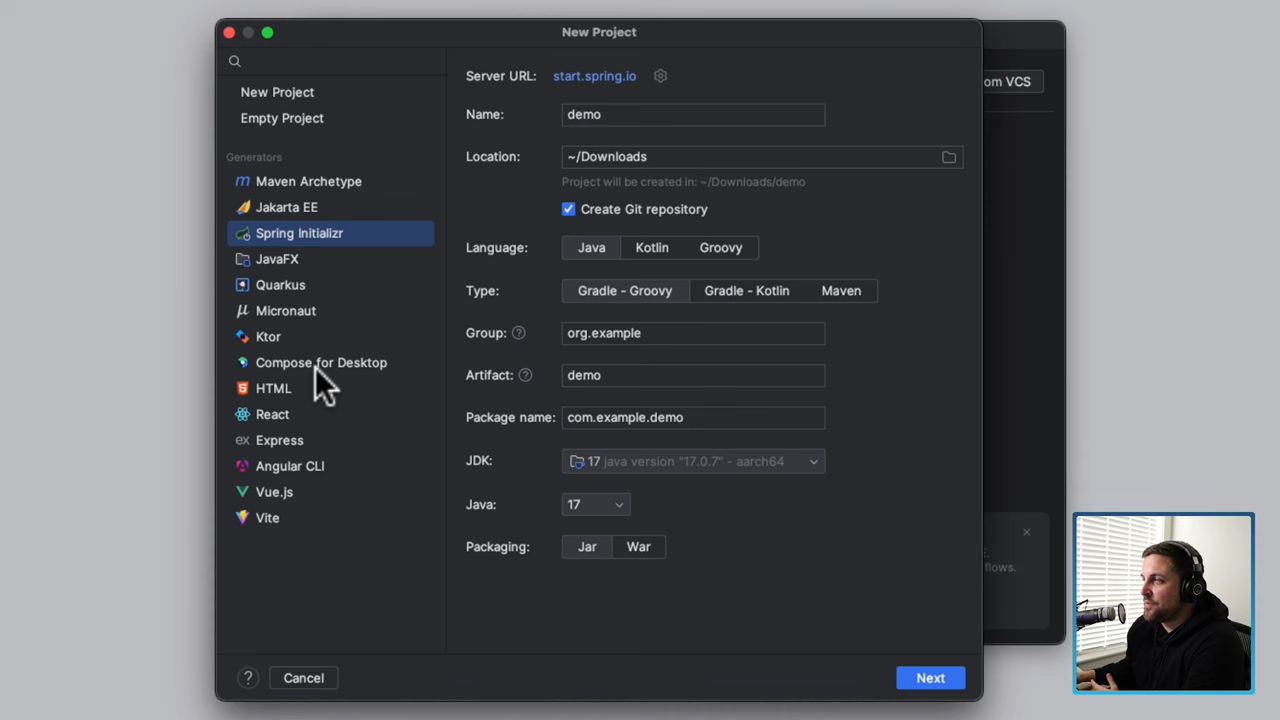 New Project
om VCS
New Project
Empty Project
Generators
Maven Archetype
Jakarta EE
Spring Initializr
JavaFX
Quarkus
Micronaut
Ktor
Compose for Desktop
HTML
React
Express
Angular CLI
Vue.js
Vite
Server URL: start.spring.io
Name: demo
Location: ~/Downloads
Project will be created in: ~/Downloads/demo
Create Git repository
Language: Java Kotlin Groovy
Type: Gradle - Groovy Gradle - Kotlin Maven
Group: ? org.example
Artifact: ? demo
Package name: com.example.demo
JDK: 17 java version "17.0.7" - aarch64
Java: 17
Packaging: Jar War
flows.
? Cancel Next